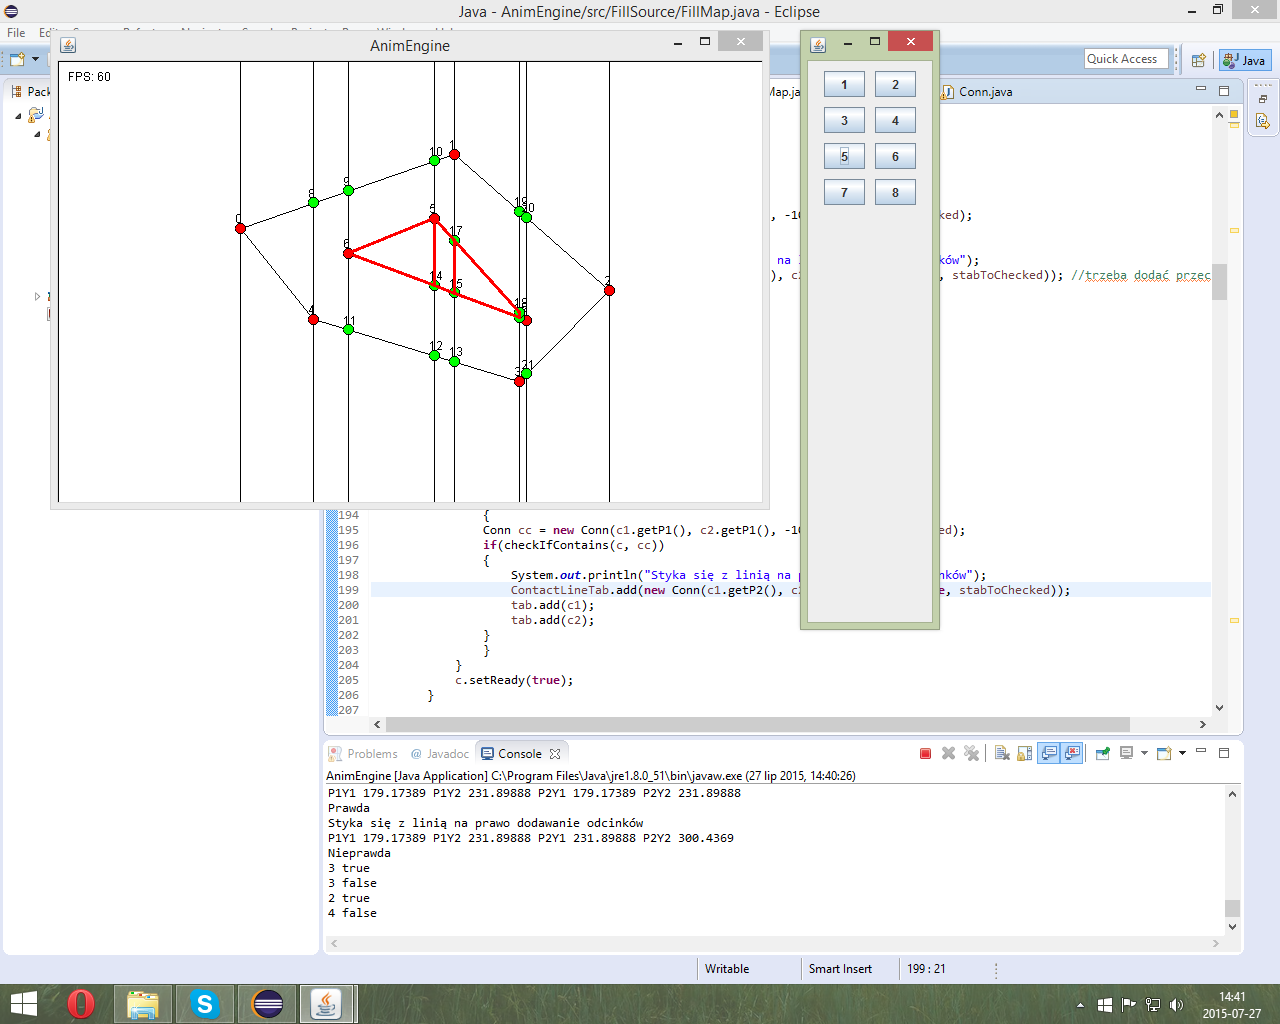 Java - AnimEngine/src/FillSource/FillMap.java - Eclipse
File
AnimEngine
Quick Access
Java
FPS: 60
1 2
3 4
5 6
7 8
Pack
Map.ja
Conn.java
10 1
8 9
19
0
5
17
6
14 15
18
2
4 11
12 13
3 21
, -10
ked);
na l
nków");
), c2
, stabToChecked)); //trzeba dodać przec
194 {
195 Conn cc = new Conn(c1.getP1(), c2.getP1(), -10
ed);
196 if(checkIfContains(c, cc))
197 {
198 System.out.println("Styka się z linią na p
nków");
199 ContactLineTab.add(new Conn(c1.getP2(), c2
e, stabToChecked));
200 tab.add(c1);
201 tab.add(c2);
202 }
203 }
204 }
205 c.setReady(true);
206 }
207
Problems @ Javadoc Console
AnimEngine [Java Application] C:\Program Files\Java\jre1.8.0_51\bin\javaw.exe (27 lip 2015, 14:40:26)
P1Y1 179.17389 P1Y2 231.89888 P2Y1 179.17389 P2Y2 231.89888
Prawda
Styka się z linią na prawo dodawanie odcinków
P1Y1 179.17389 P1Y2 231.89888 P2Y1 231.89888 P2Y2 300.4369
Nieprawda
3 true
3 false
2 true
4 false
Writable Smart Insert 199 : 21
14:41
2015-07-27